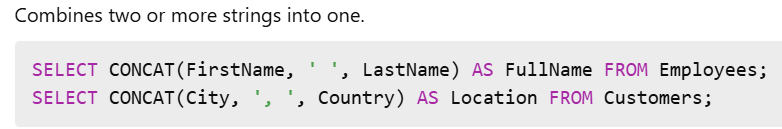 Combines two or more strings into one.
SELECT CONCAT(FirstName, ' ', LastName) AS FullName FROM Employees;
SELECT CONCAT(City, ', ', Country) AS Location FROM Customers;